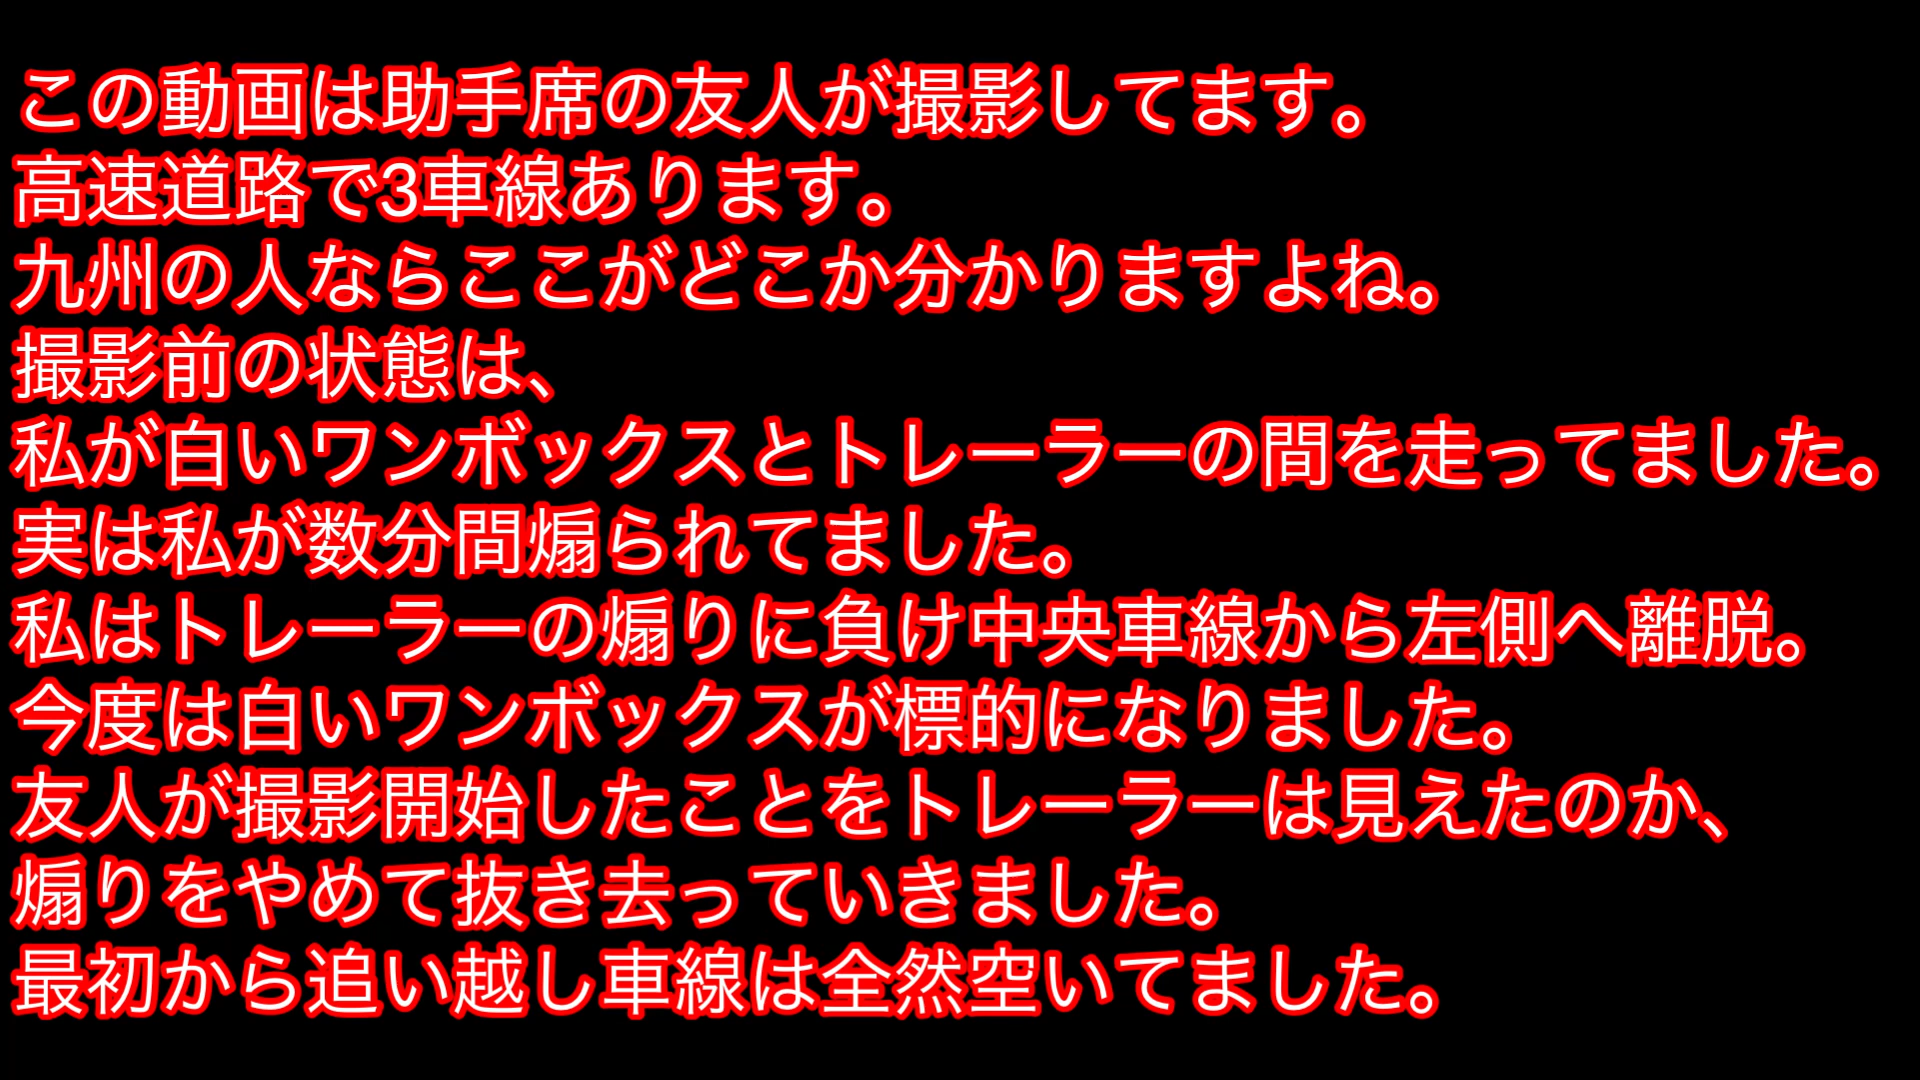 この動画は助手席の友人が撮影してます。
高速道路で3車線あります。
九州の人ならここがどこか分かりますよね。
撮影前の状態は、
私が白いワンボックスとトレーラーの間を走ってました。
実は私が数分間煽られてました。
私はトレーラーの煽りに負け中央車線から左側へ離脱。
今度は白いワンボックスが標的になりました。
友人が撮影開始したことをトレーラーは見えたのか、
煽りをやめて抜き去っていきました。
最初から追い越し車線は全然空いてました。